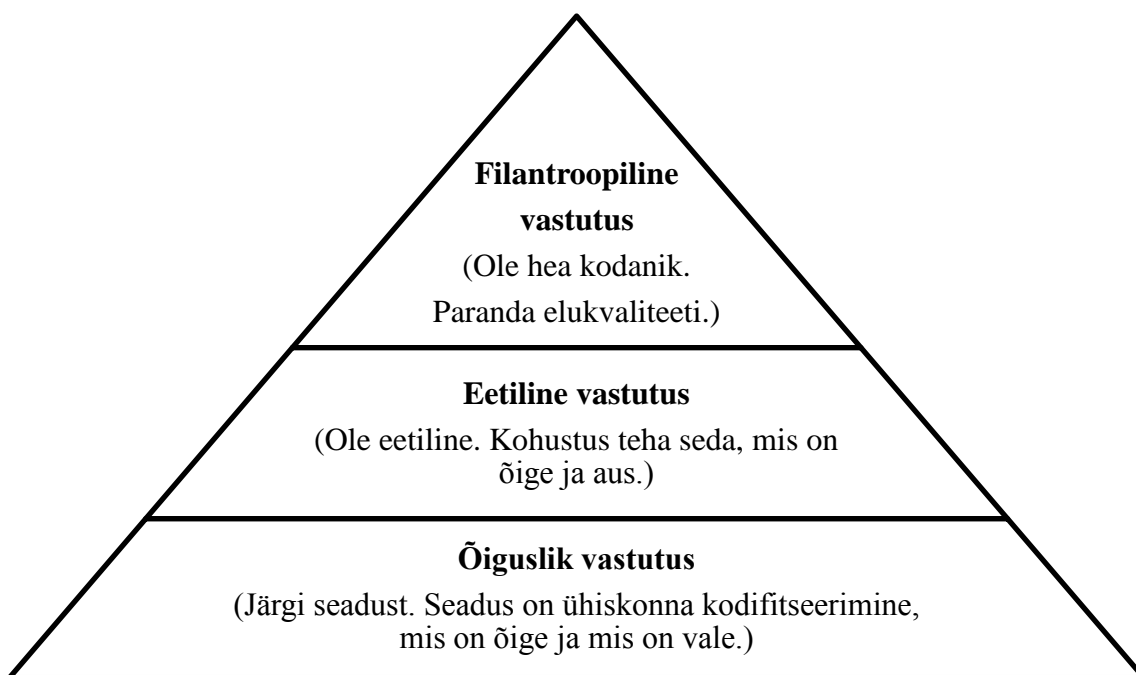 Filantroopiline
vastutus
(Ole hea kodanik.
Paranda elukvaliteeti.)
Eetiline vastutus
(Ole eetiline. Kohustus teha seda, mis on
õige ja aus.)
Õiguslik vastutus
(Järgi seadust. Seadus on ühiskonna kodifitseerimine,
mis on õige ja mis on vale.)